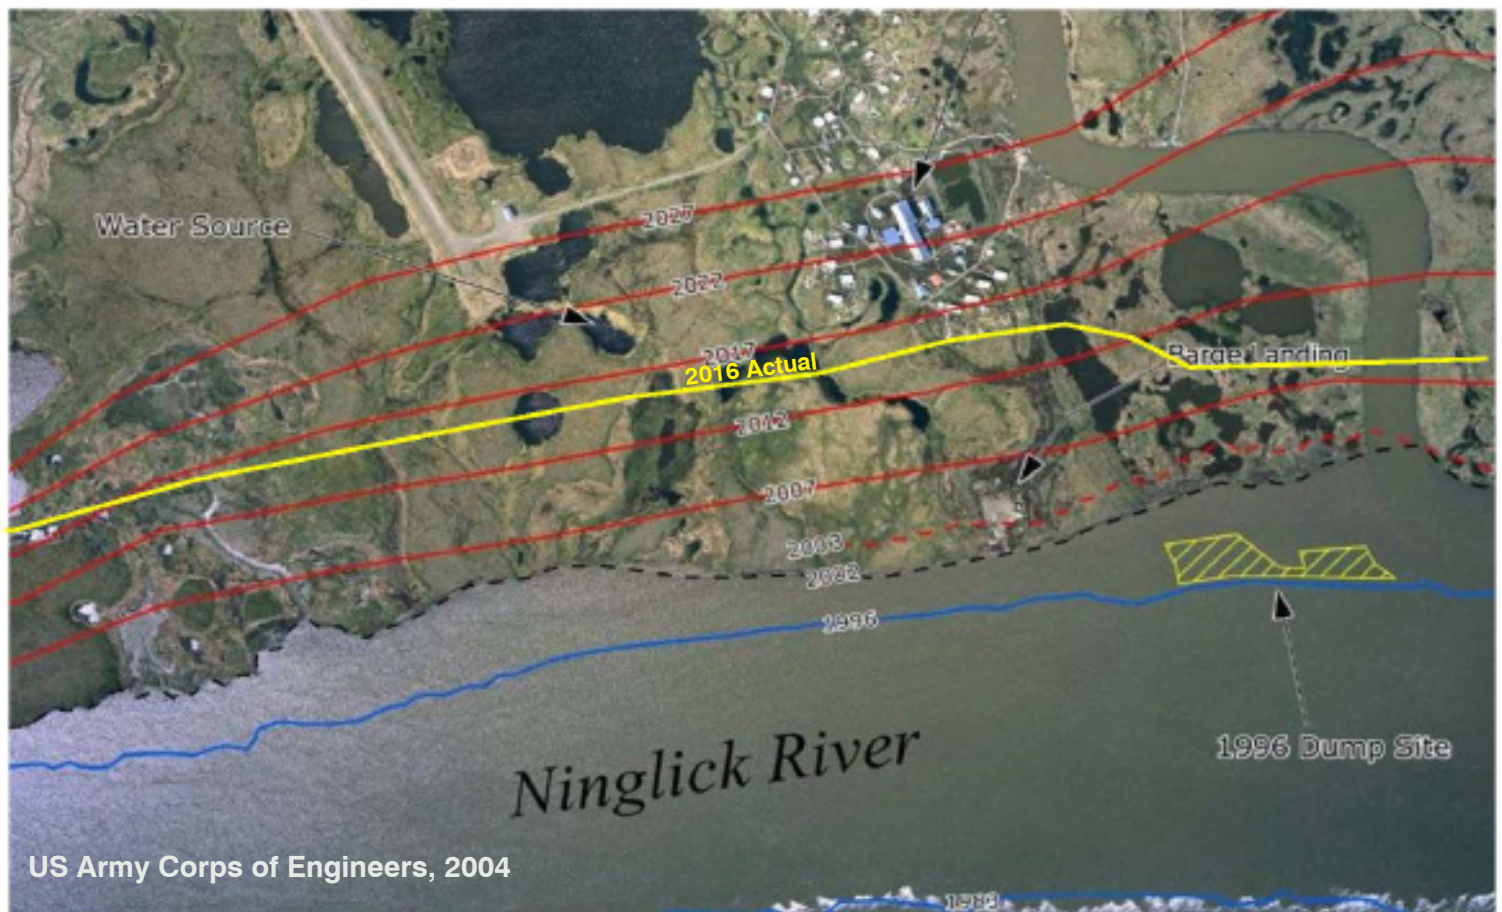 Water Source
2027
2022
2017
2016 Actual
Barge Landing
2012
2007
2003
2002
1996
1996 Dump Site
Ninglick River
US Army Corps of Engineers, 2004
1983